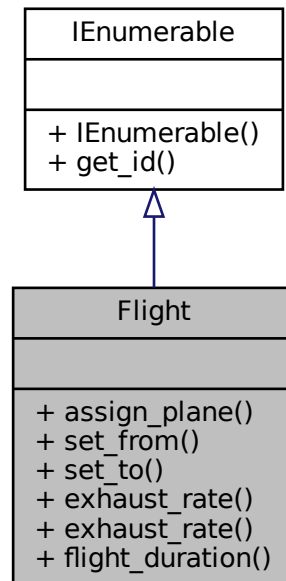 IEnumerable
+ IEnumerable()
+ get_id()
Flight
+ assign_plane()
+ set_from()
+ set_to()
+ exhaust_rate()
+ exhaust_rate()
+ flight_duration()